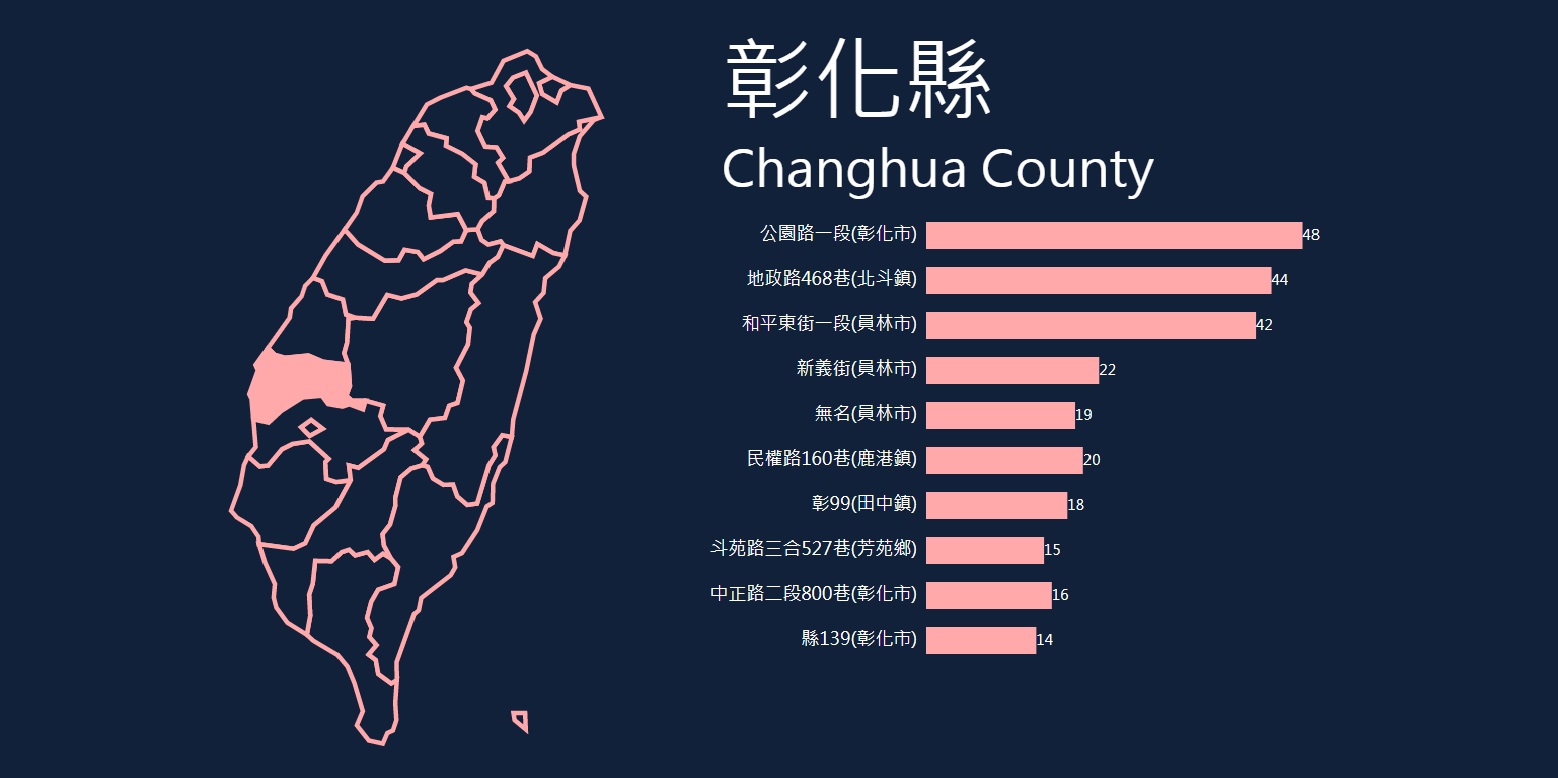 彰化縣
Changhua County
公園路一段(彰化市) 48
地政路468巷(北斗鎮) 44
和平東街一段(員林市) 42
新義街(員林市) 22
無名(員林市) 19
民權路160巷(鹿港鎮) 20
彰99(田中鎮) 18
斗苑路三合527巷(芳苑鄉) 15
中正路二段800巷(彰化市) 16
縣139(彰化市) 14